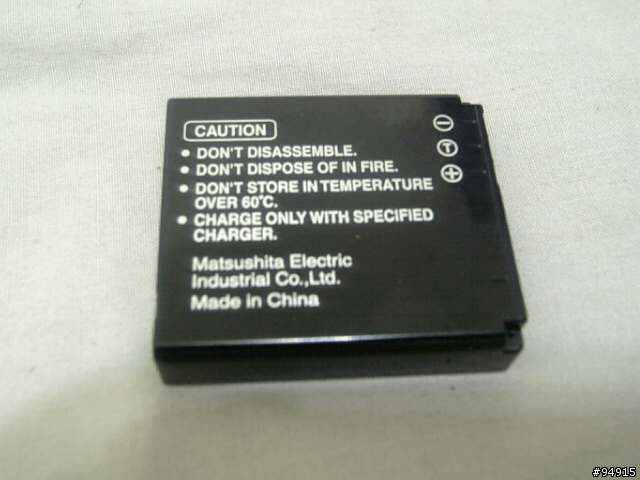 CAUTION
• DON'T DISASSEMBLE.
• DON'T DISPOSE OF IN FIRE.
• DON'T STORE IN TEMPERATURE
OVER 60°C.
• CHARGE ONLY WITH SPECIFIED
CHARGER.
Matsushita Electric
Industrial Co.,Ltd.
Made in China
−
T
+
#94915